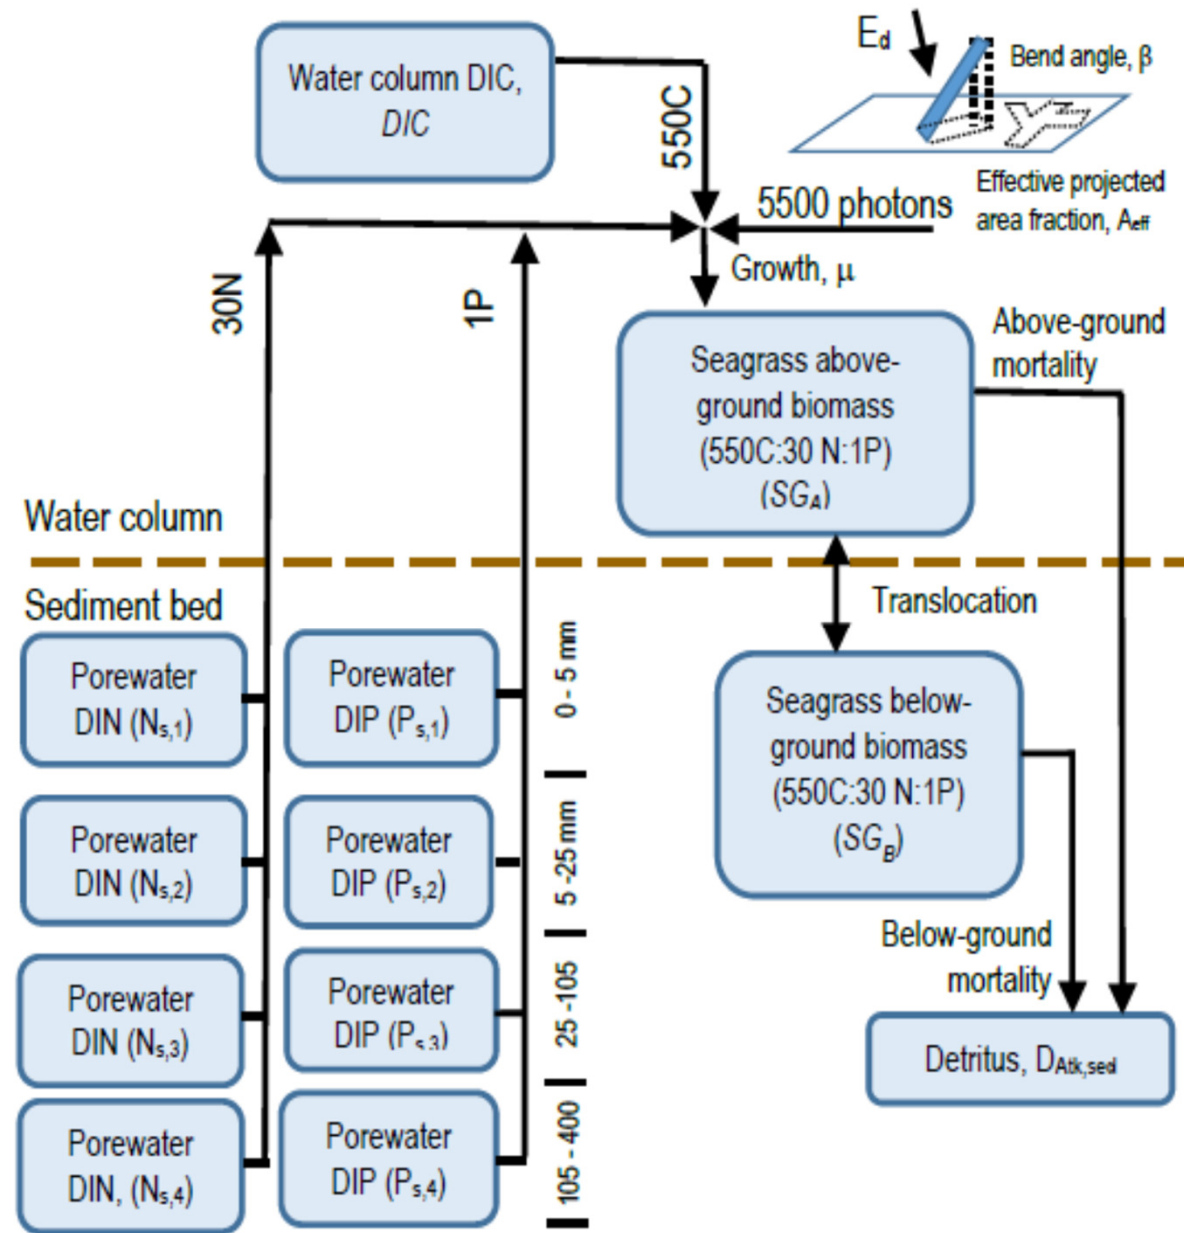 Water column DIC,
DIC
550C
Ed
Bend angle, β
Effective projected
area fraction, Aeff
5500 photons
30N
1P
Growth, μ
Seagrass above-
ground biomass
(550C:30 N:1P)
(SGA)
Above-ground
mortality
Water column
Sediment bed
Translocation
Porewater
DIN (Ns,1)
Porewater
DIP (Ps,1)
0 - 5 mm
Seagrass below-
ground biomass
(550C:30 N:1P)
(SGB)
Porewater
DIN (Ns,2)
Porewater
DIP (Ps,2)
5 -25 mm
Below-ground
mortality
Porewater
DIN (Ns,3)
Porewater
DIP (Ps,3)
25 -105
Detritus, DAtk,sed
Porewater
DIN, (Ns,4)
Porewater
DIP (Ps,4)
105 - 400